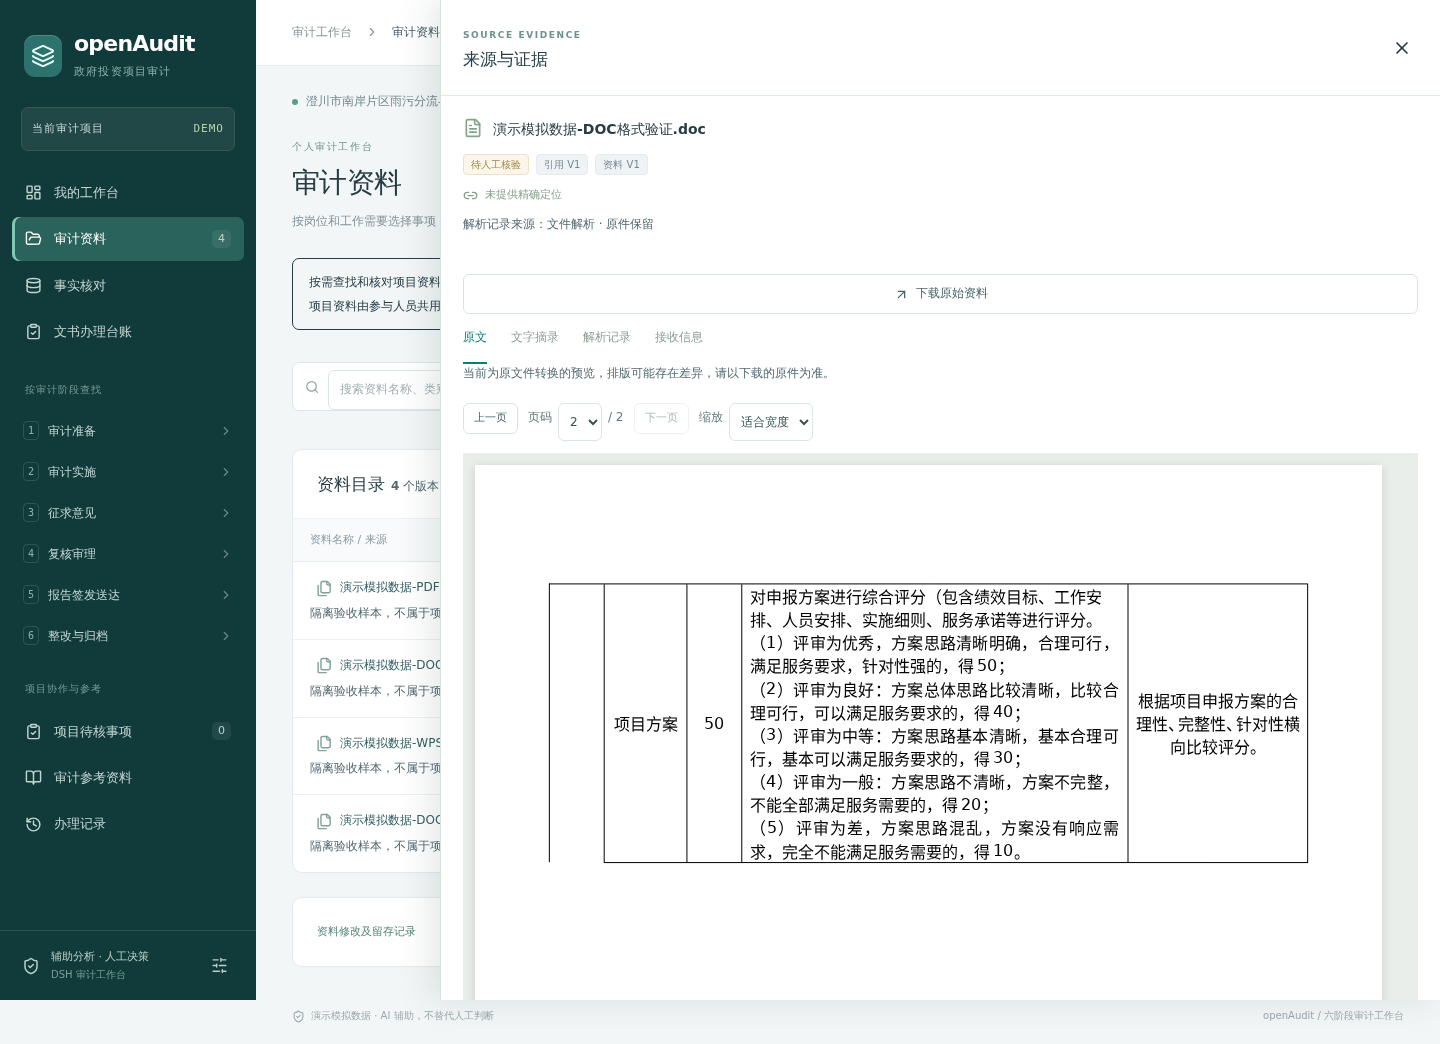 openAudit
政府投资项目审计
当前审计项目 DEMO
我的工作台
审计资料 4
事实核对
文书办理台账
按审计阶段查找
1 审计准备
2 审计实施
3 征求意见
4 复核审理
5 报告签发送达
6 整改与归档
项目协作与参考
项目待核事项 0
审计参考资料
办理记录
辅助分析 · 人工决策
DSH 审计工作台
审计工作台 审计资料
澄川市南岸片区雨污分流
个人审计工作台
审计资料
按岗位和工作需要选择事项
按需查找和核对项目资料
项目资料由参与人员共用
搜索资料名称、类
资料目录 4 个版本
资料名称 / 来源
演示模拟数据-PDF
隔离验收样本，不属于项
演示模拟数据-DOC
隔离验收样本，不属于项
演示模拟数据-WPS
隔离验收样本，不属于项
演示模拟数据-DOC
隔离验收样本，不属于项
资料修改及留存记录
演示模拟数据 · AI 辅助，不替代人工判断
openAudit / 六阶段审计工作台
SOURCE EVIDENCE
来源与证据
演示模拟数据-DOC格式验证.doc
待人工核验 引用 V1 资料 V1
未提供精确定位
解析记录来源：文件解析 · 原件保留
下载原始资料
原文 文字摘录 解析记录 接收信息
当前为原文件转换的预览，排版可能存在差异，请以下载的原件为准。
上一页 页码 2 / 2 下一页 缩放 适合宽度
项目方案
50
对申报方案进行综合评分（包含绩效目标、工作安
排、人员安排、实施细则、服务承诺等进行评分。
（1）评审为优秀，方案思路清晰明确，合理可行，
满足服务要求，针对性强的，得 50；
（2）评审为良好：方案总体思路比较清晰，比较合
理可行，可以满足服务要求的，得 40；
（3）评审为中等：方案思路基本清晰，基本合理可
行，基本可以满足服务要求的，得 30；
（4）评审为一般：方案思路不清晰，方案不完整，
不能全部满足服务需要的，得 20；
（5）评审为差，方案思路混乱，方案没有响应需
求，完全不能满足服务需要的，得 10。
根据项目申报方案的合
理性、完整性、针对性横
向比较评分。